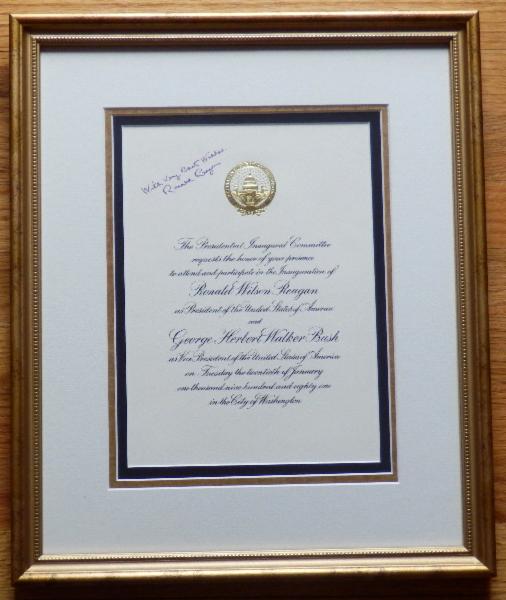 With Very Best Wishes
Ronald Reagan
The Presidential Inaugural Committee
requests the honor of your presence
to attend and participate in the Inauguration of
Ronald Wilson Reagan
as President of the United States of America
and
George Herbert Walker Bush
as Vice President of the United States of America
on Tuesday the twentieth of January
one thousand nine hundred and eighty one
in the City of Washington